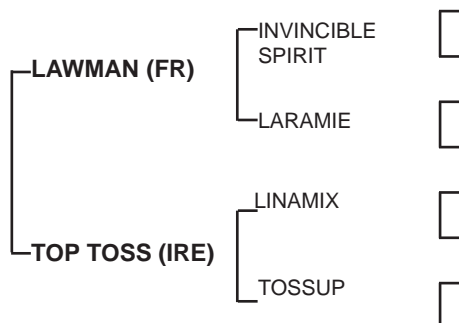 INVINCIBLE
SPIRIT
LAWMAN (FR)
LARAMIE
LINAMIX
TOP TOSS (IRE)
TOSSUP